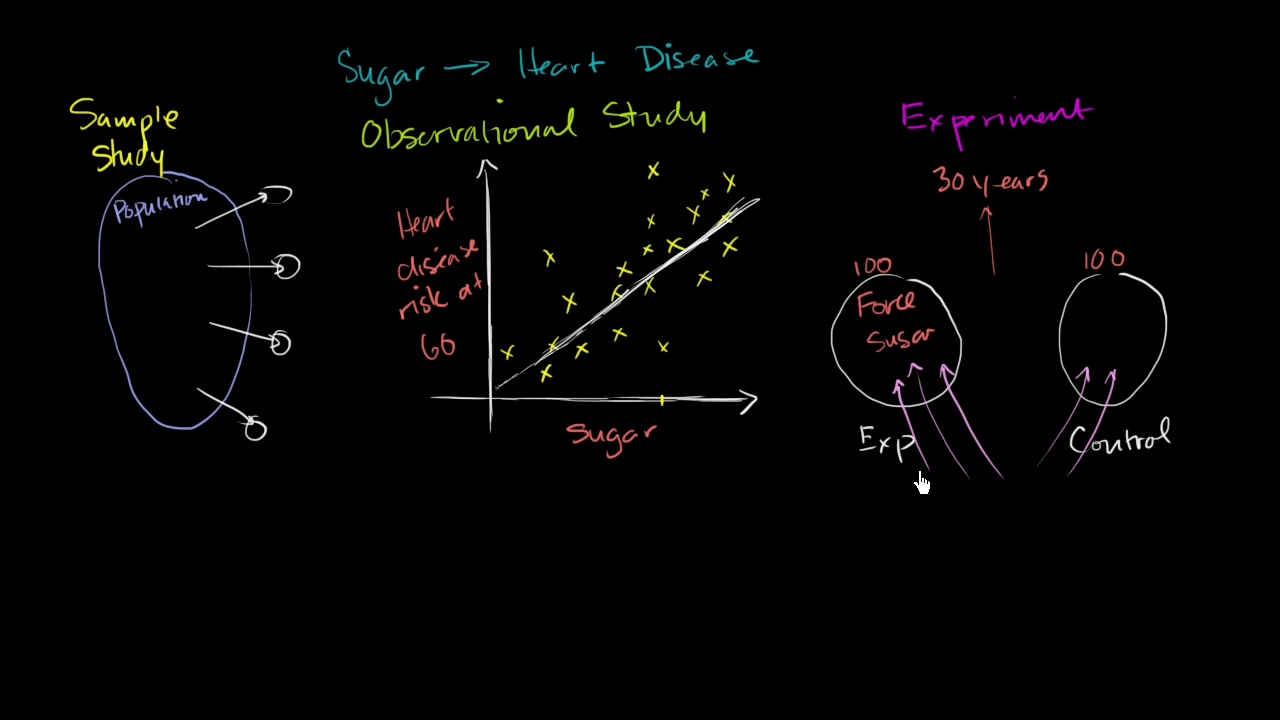 Sugar → Heart Disease
Sample
Study
Population
Observational Study
Heart
disease
risk at
60
Sugar
Experiment
30 years
100
100
Force
Sugar
Exp
Control